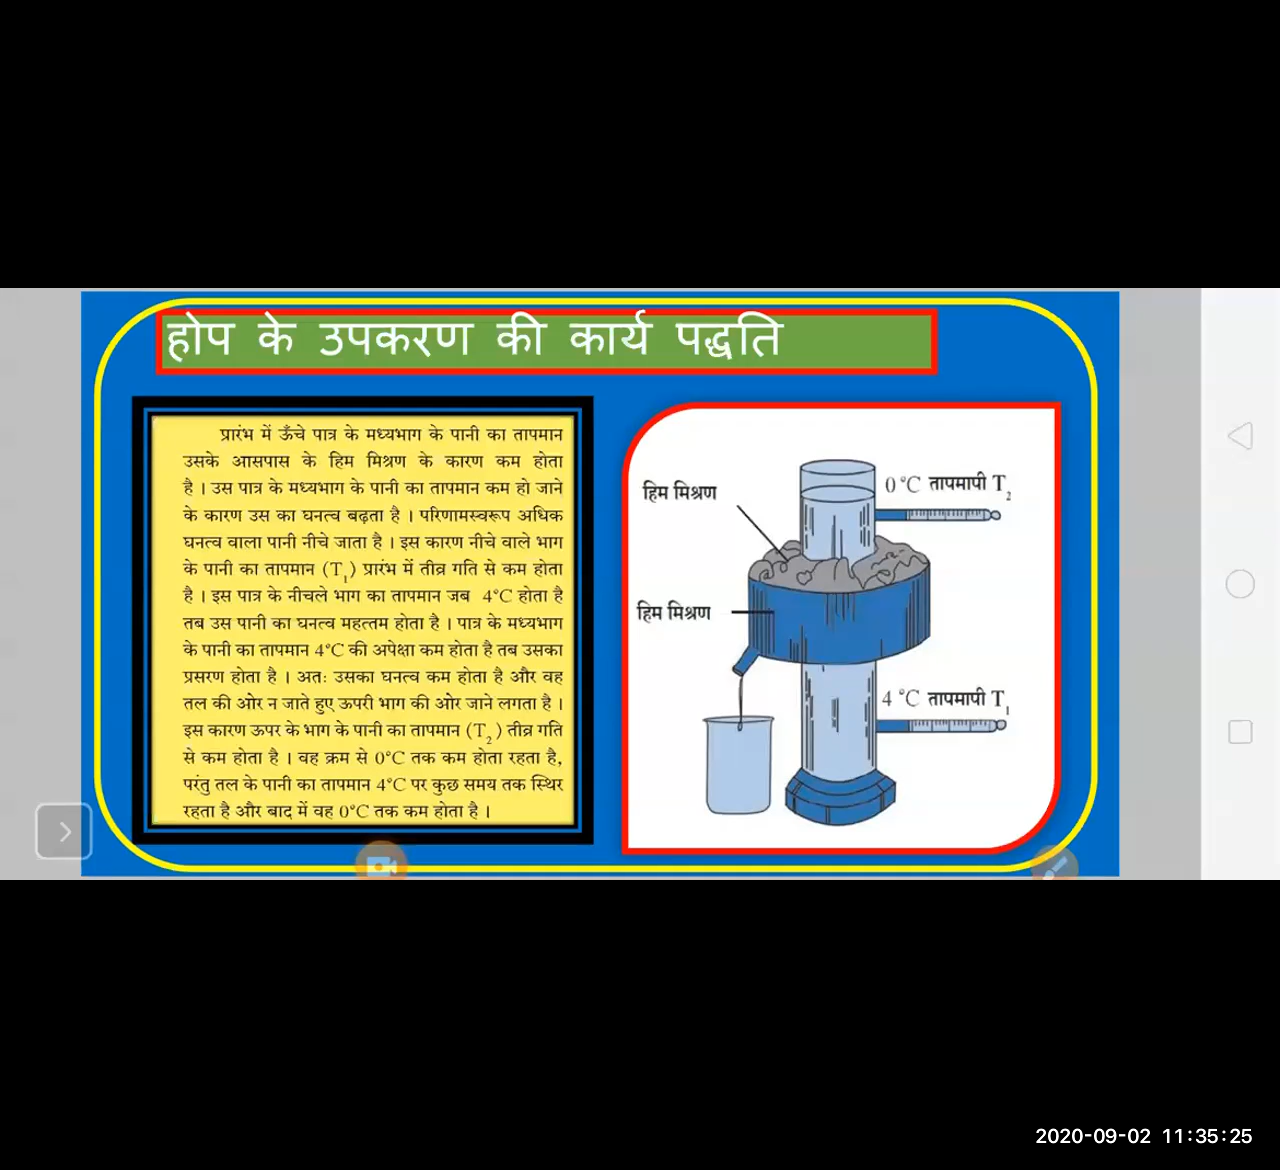 होप के उपकरण की कार्य पद्धति
प्रारंभ में ऊँचे पात्र के मध्यभाग के पानी का तापमान
उसके आसपास के हिम मिश्रण के कारण कम होता
है । उस पात्र के मध्यभाग के पानी का तापमान कम हो जाने
के कारण उस का घनत्व बढ़ता है । परिणामस्वरूप अधिक
घनत्व वाला पानी नीचे जाता है । इस कारण नीचे वाले भाग
के पानी का तापमान (T₁) प्रारंभ में तीव्र गति से कम होता
है । इस पात्र के नीचले भाग का तापमान जब 4°C होता है
तब उस पानी का घनत्व महत्तम होता है । पात्र के मध्यभाग
के पानी का तापमान 4°C की अपेक्षा कम होता है तब उसका
प्रसरण होता है । अतः उसका घनत्व कम होता है और वह
तल की ओर न जाते हुए ऊपरी भाग की ओर जाने लगता है ।
इस कारण ऊपर के भाग के पानी का तापमान (T₂) तीव्र गति
से कम होता है । वह क्रम से 0°C तक कम होता रहता है,
परंतु तल के पानी का तापमान 4°C पर कुछ समय तक स्थिर
रहता है और बाद में वह 0°C तक कम होता है ।
हिम मिश्रण
0°C तापमापी T₂
हिम मिश्रण
4 °C तापमापी T₁
2020-09-02 11:35:25